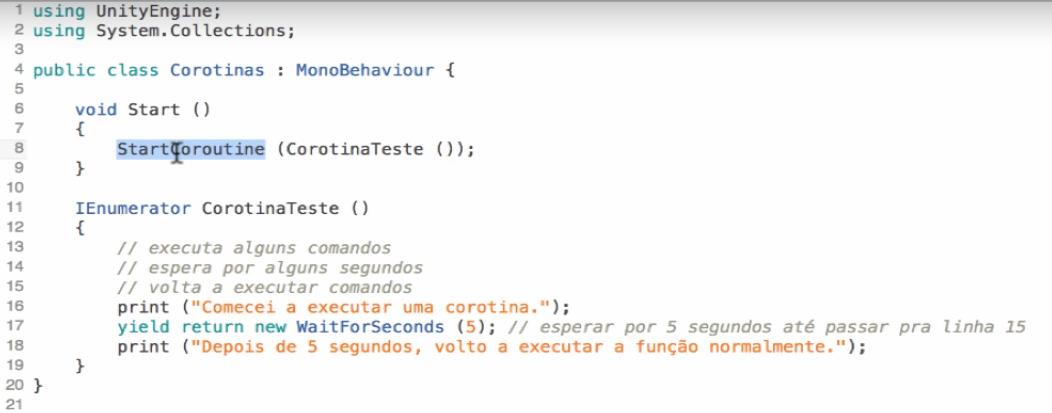 1 using UnityEngine;
2 using System.Collections;
3
4 public class Corotinas : MonoBehaviour {
5
6     void Start ()
7     {
8         StartCoroutine (CorotinaTeste ());
9     }
10
11     IEnumerator CorotinaTeste ()
12     {
13         // executa alguns comandos
14         // espera por alguns segundos
15         // volta a executar comandos
16         print ("Comecei a executar uma corotina.");
17         yield return new WaitForSeconds (5); // esperar por 5 segundos até passar pra linha 15
18         print ("Depois de 5 segundos, volto a executar a função normalmente.");
19     }
20 }
21